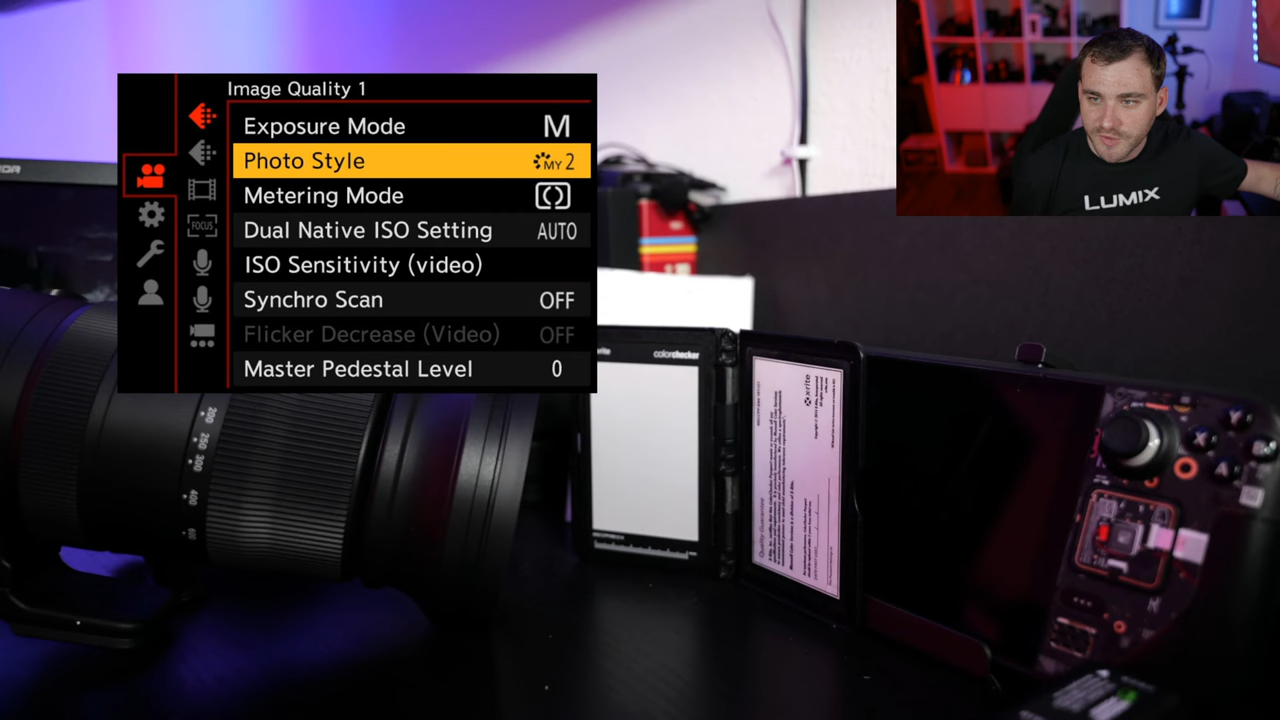 Image Quality 1
Exposure Mode M
Photo Style MY 2
Metering Mode
Dual Native ISO Setting AUTO
FOCUS
ISO Sensitivity (video)
Synchro Scan OFF
Flicker Decrease (Video) OFF
Master Pedestal Level 0
LUMIX
colorchecker
x-rite
Quality Guarantee
200
250
300
400
Y
X
A